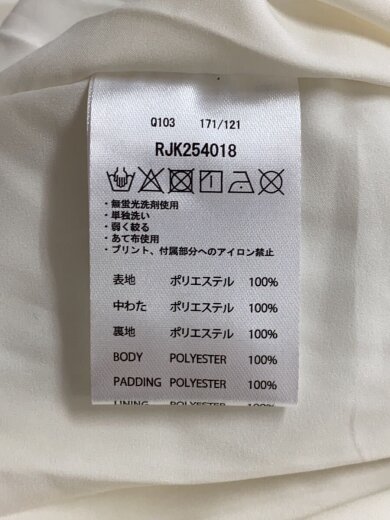 Q103 171/121
RJK254018
・無蛍光洗剤使用
・単独洗い
・弱く絞る
・あて布使用
・プリント、付属部分へのアイロン禁止
表地 ポリエステル 100%
中わた ポリエステル 100%
裏地 ポリエステル 100%
BODY POLYESTER 100%
PADDING POLYESTER 100%
LINING POLYESTER 100%